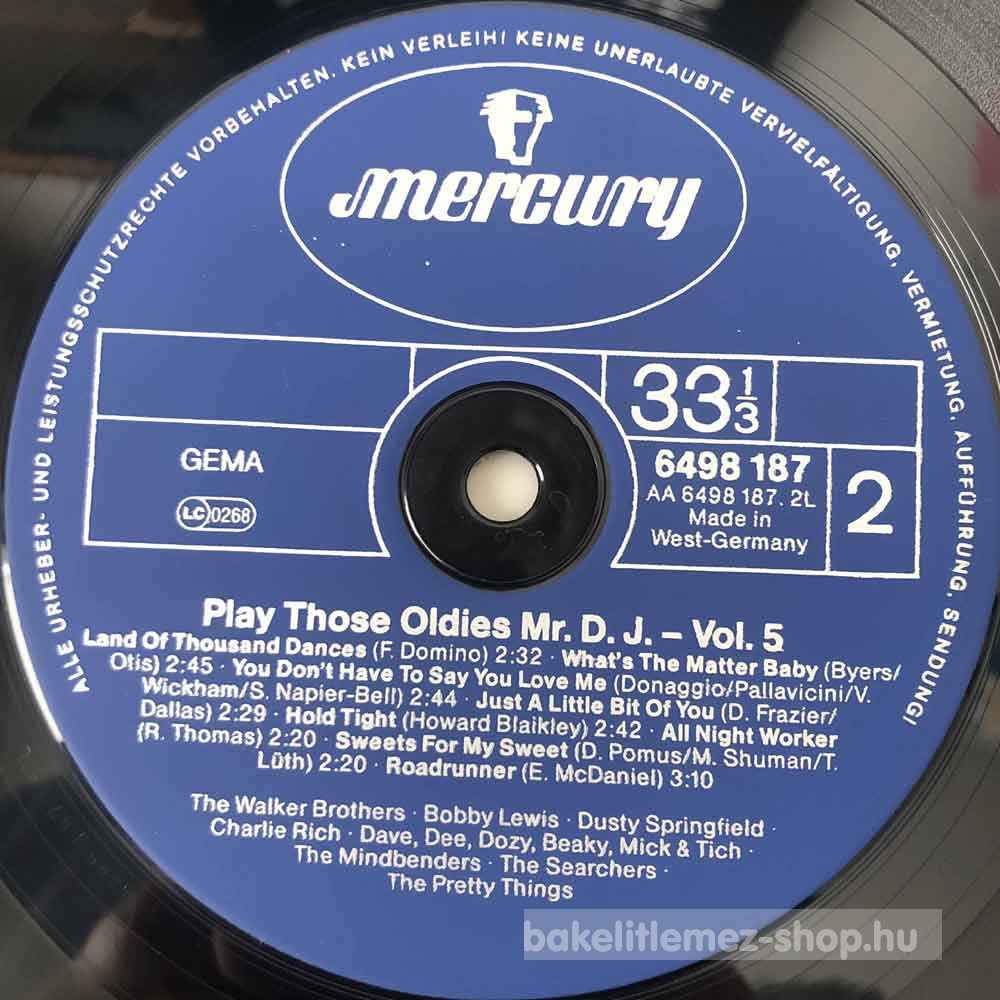 ALLE URHEBER- UND LEISTUNGSSCHUTZRECHTE VORBEHALTEN. KEIN VERLEIH! KEINE UNERLAUBTE VERVIELFÄLTIGUNG, VERMIETUNG, AUFFÜHRUNG, SENDUNG!
mercury
33 1/3
GEMA
LC 0268
6498 187
AA 6498 187. 2L
Made in
West-Germany
2
Play Those Oldies Mr. D. J. – Vol. 5
Land Of Thousand Dances (F. Domino) 2:32 · What's The Matter Baby (Byers/
Otis) 2:45 · You Don't Have To Say You Love Me (Donaggio/Pallavicini/V.
Wickham/S. Napier-Bell) 2:44 · Just A Little Bit Of You (D. Frazier/
Dallas) 2:29 · Hold Tight (Howard Blaikley) 2:42 · All Night Worker
(R. Thomas) 2:20 · Sweets For My Sweet (D. Pomus/M. Shuman/T.
Lüth) 2:20 · Roadrunner (E. McDaniel) 3:10
The Walker Brothers · Bobby Lewis · Dusty Springfield ·
Charlie Rich · Dave, Dee, Dozy, Beaky, Mick & Tich ·
The Mindbenders · The Searchers ·
The Pretty Things
bakelitlemez-shop.hu